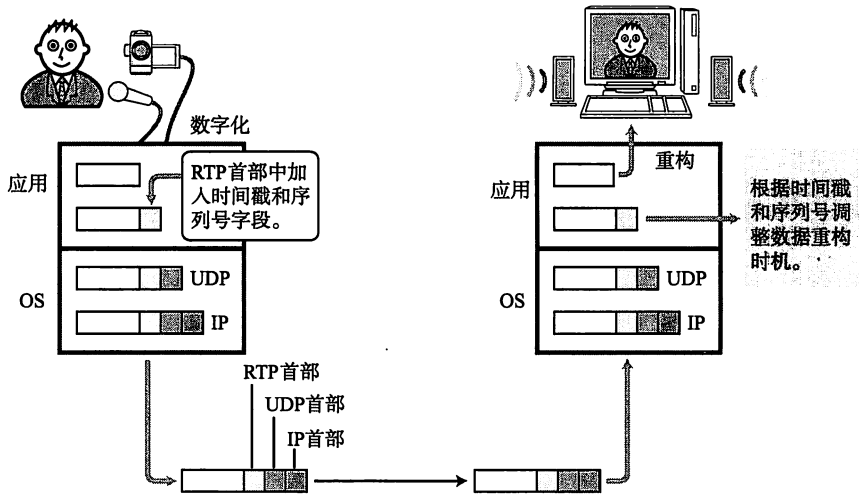 数字化
应用
RTP首部中加
入时间戳和序
列号字段。
OS
UDP
IP
RTP首部
UDP首部
IP首部
重构
应用
根据时间戳
和序列号调
整数据重构
时机。
OS
UDP
IP